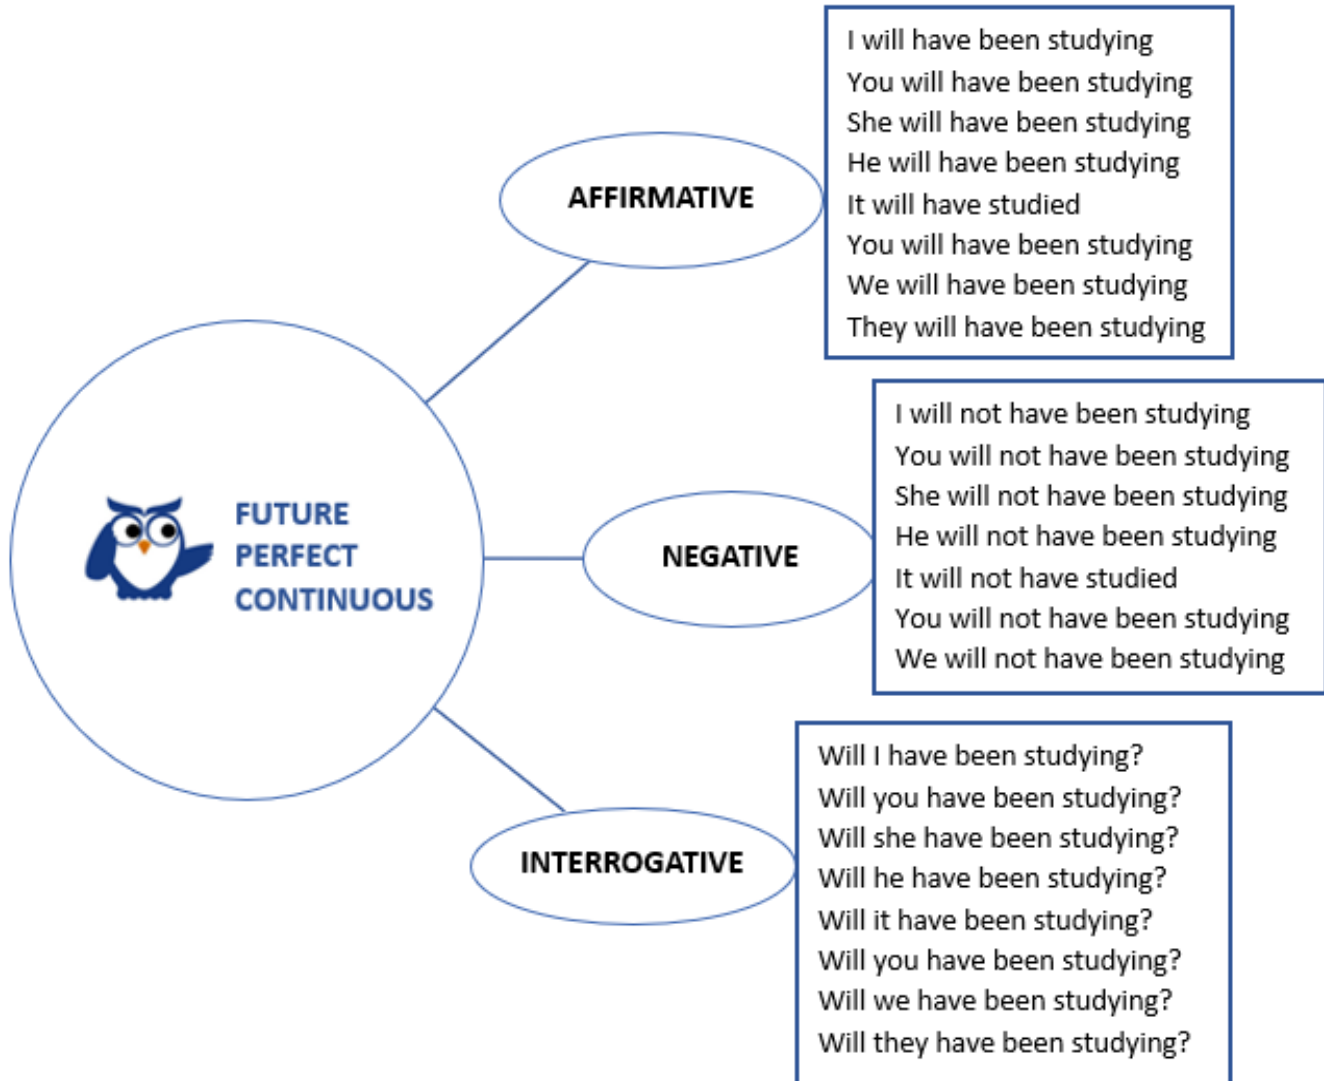 I will have been studying
You will have been studying
She will have been studying
He will have been studying
It will have studied
You will have been studying
We will have been studying
They will have been studying
AFFIRMATIVE
I will not have been studying
You will not have been studying
She will not have been studying
He will not have been studying
It will not have studied
You will not have been studying
We will not have been studying
NEGATIVE
FUTURE
PERFECT
CONTINUOUS
Will I have been studying?
Will you have been studying?
Will she have been studying?
Will he have been studying?
Will it have been studying?
Will you have been studying?
Will we have been studying?
Will they have been studying?
INTERROGATIVE